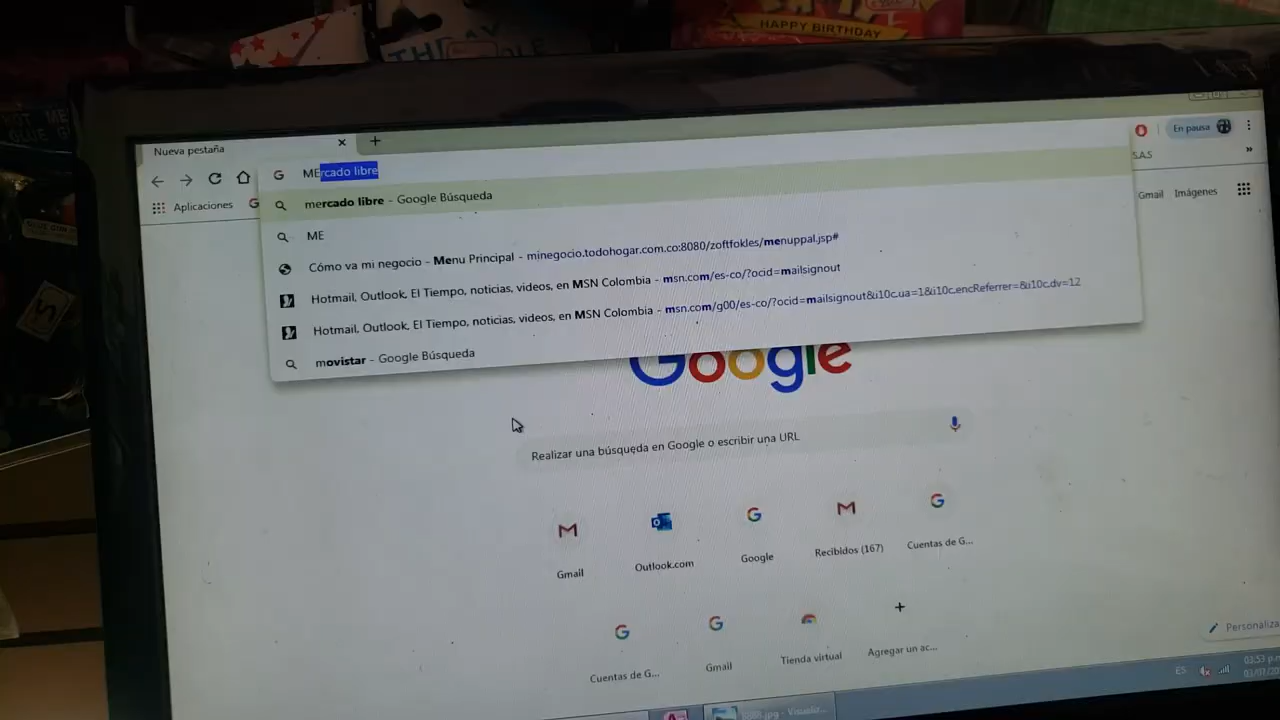 HAPPY BIRTHDAY
Nueva pestaña
En pausa
MErcado libre
SAS
mercado libre - Google Búsqueda
Aplicaciones
Gmail Imágenes
ME
Cómo va mi negocio - Menu Principal - minegocio.todohogar.com.co:8080/zoftfokles/menuppal.jsp#
Hotmail, Outlook, El Tiempo, noticias, videos, en MSN Colombia - msn.com/es-co/?ocid=mailsignout
Hotmail, Outlook, El Tiempo, noticias, videos, en MSN Colombia - msn.com/g00/es-co/?ocid=mailsignout&i10c.ua=1&i10c.encReferrer=&i10c.dv=12
movistar - Google Búsqueda
Google
Realizar una búsqueda en Google o escribir una URL
Gmail
Outlook.com
Google
Recibidos (167)
Cuentas de G...
Cuentas de G...
Gmail
Tienda virtual
Agregar un ac...
Personaliza
ES
03:53 p.
03/07/20